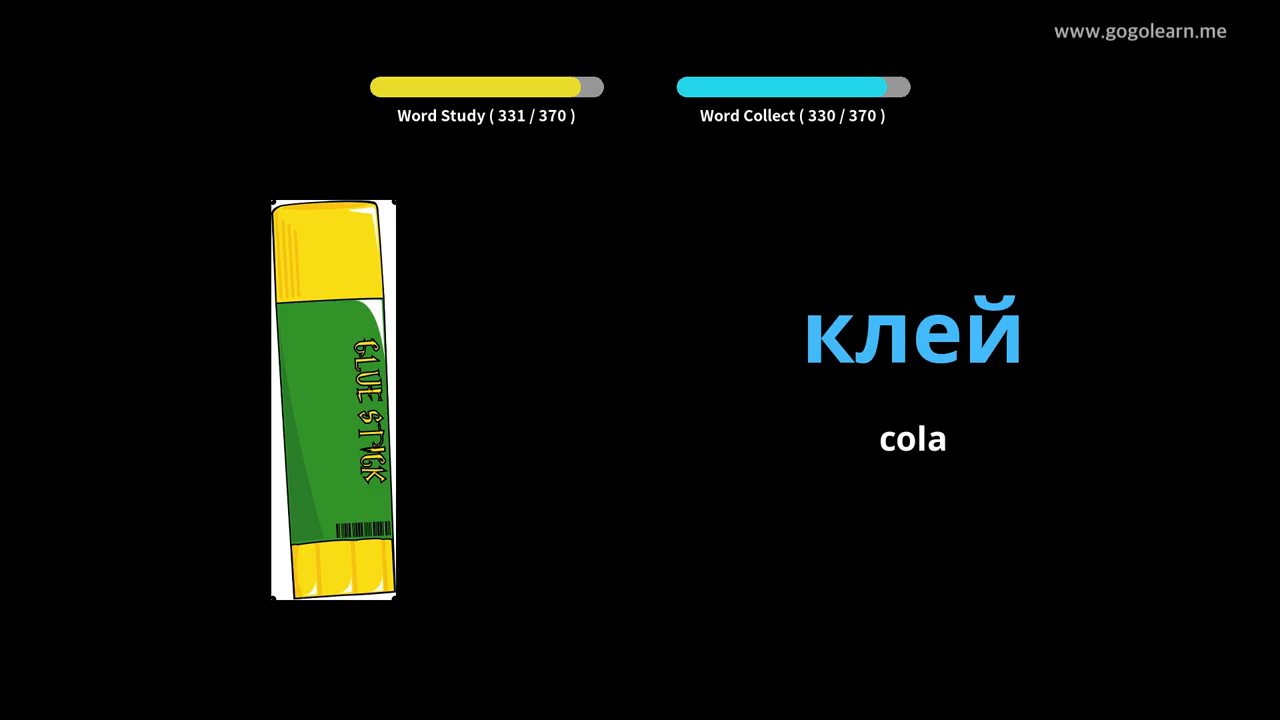 www.gogolearn.me
Word Study ( 331 / 370 )
Word Collect ( 330 / 370 )
GLUE STICK
клей
cola